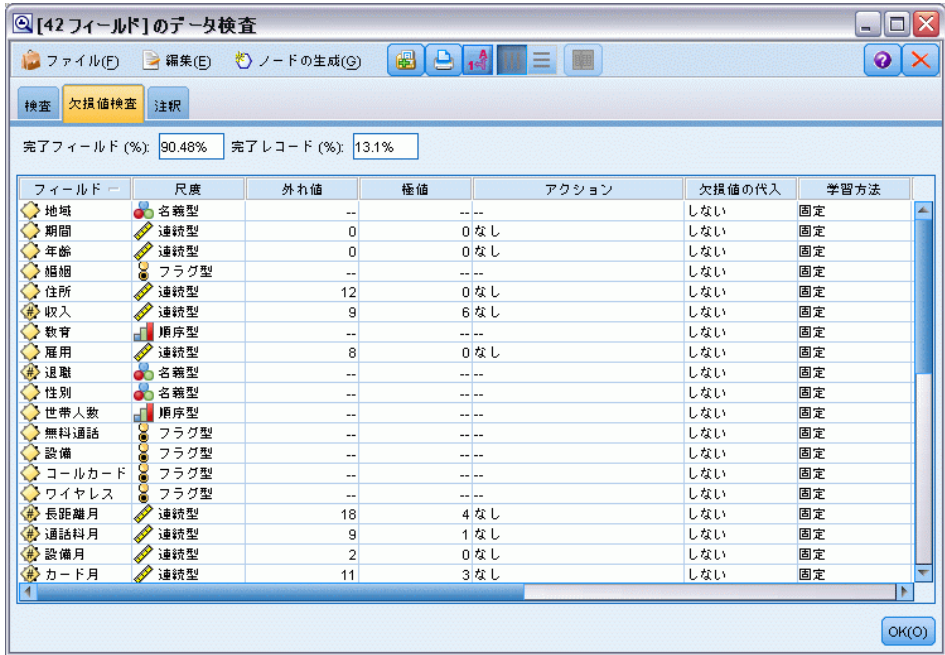 [42 フィールド] のデータ検査
ファイル(F) 編集(E) ノードの生成(G)
検査 欠損値検査 注釈
完了フィールド (%): 90.48% 完了レコード (%): 13.1%
フィールド 尺度 外れ値 極値 アクション 欠損値の代入 学習方法
地域 名義型 -- -- -- しない 固定
期間 連続型 0 0 なし しない 固定
年齢 連続型 0 0 なし しない 固定
婚姻 フラグ型 -- -- -- しない 固定
住所 連続型 12 0 なし しない 固定
収入 連続型 9 6 なし しない 固定
教育 順序型 -- -- -- しない 固定
雇用 連続型 8 0 なし しない 固定
退職 名義型 -- -- -- しない 固定
性別 名義型 -- -- -- しない 固定
世帯人数 順序型 -- -- -- しない 固定
無料通話 フラグ型 -- -- -- しない 固定
設備 フラグ型 -- -- -- しない 固定
コールカード フラグ型 -- -- -- しない 固定
ワイヤレス フラグ型 -- -- -- しない 固定
長距離月 連続型 18 4 なし しない 固定
通話料月 連続型 9 1 なし しない 固定
設備月 連続型 2 0 なし しない 固定
カード月 連続型 11 3 なし しない 固定
OK(O)